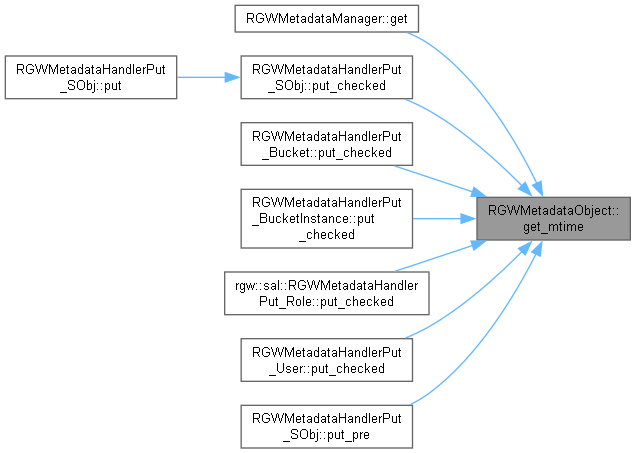 RGWMetadataManager::get
RGWMetadataHandlerPut
_SObj::put
RGWMetadataHandlerPut
_SObj::put_checked
RGWMetadataHandlerPut
_Bucket::put_checked
RGWMetadataHandlerPut
_BucketInstance::put
_checked
RGWMetadataObject::
get_mtime
rgw::sal::RGWMetadataHandler
Put_Role::put_checked
RGWMetadataHandlerPut
_User::put_checked
RGWMetadataHandlerPut
_SObj::put_pre